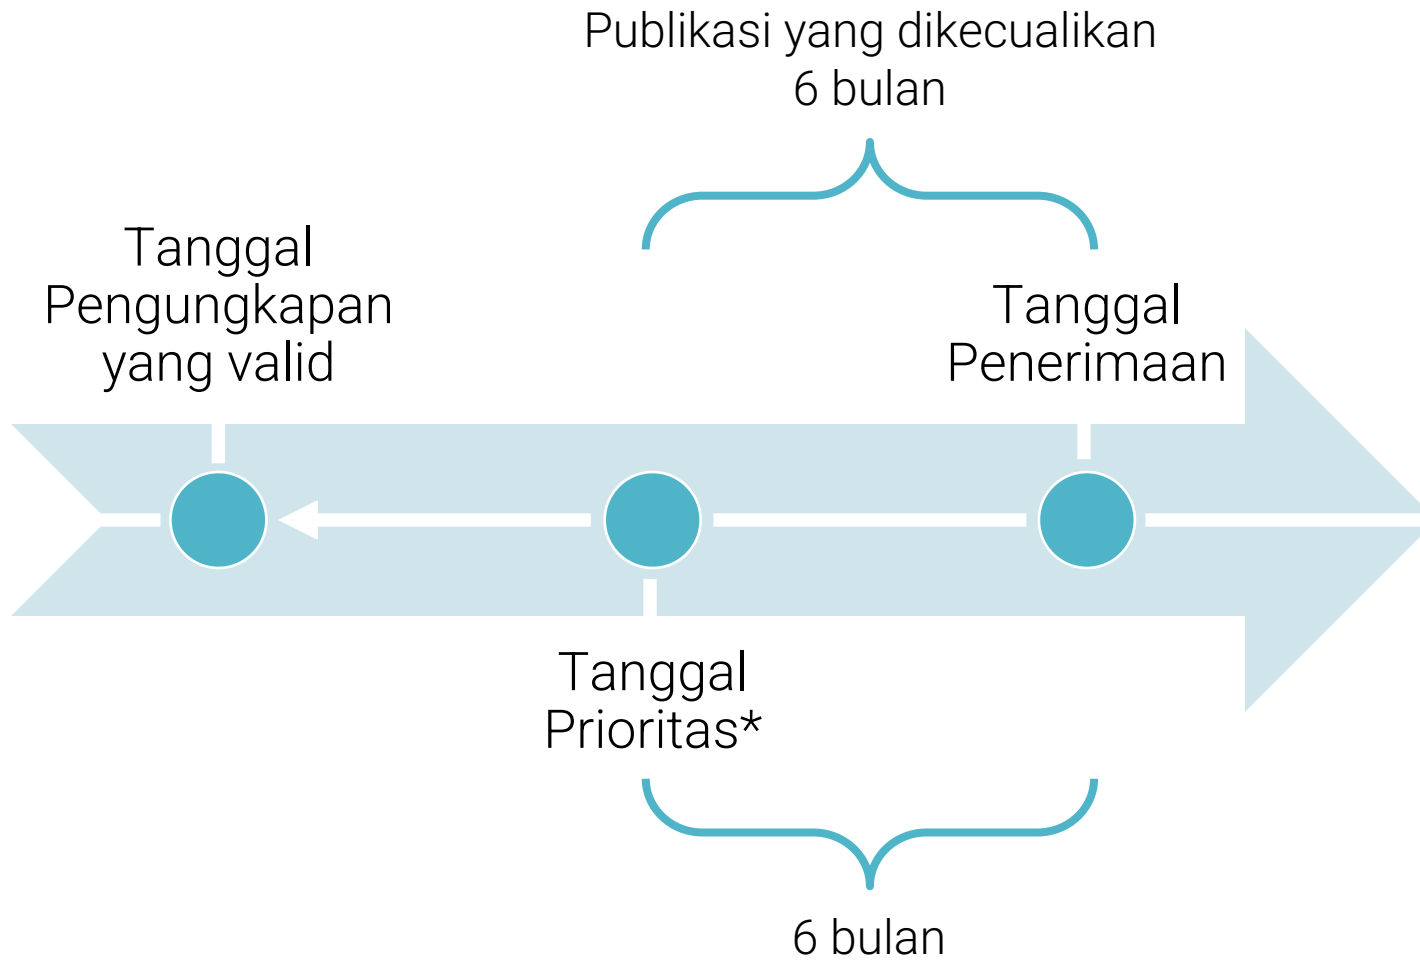 Publikasi yang dikecualikan
6 bulan
Tanggal
Pengungkapan
yang valid
Tanggal
Penerimaan
Tanggal
Prioritas*
6 bulan